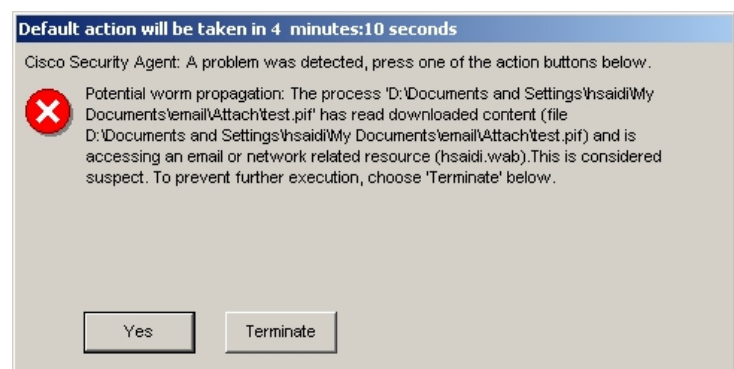 Default action will be taken in 4 minutes:10 seconds
Cisco Security Agent: A problem was detected, press one of the action buttons below.
Potential worm propagation: The process 'D:\Documents and Settings\hsaidi\My
Documents\email\Attach\test.pif' has read downloaded content (file
D:\Documents and Settings\hsaidi\My Documents\email\Attach\test.pif) and is
accessing an email or network related resource (hsaidi.wab).This is considered
suspect. To prevent further execution, choose 'Terminate' below.
Yes
Terminate